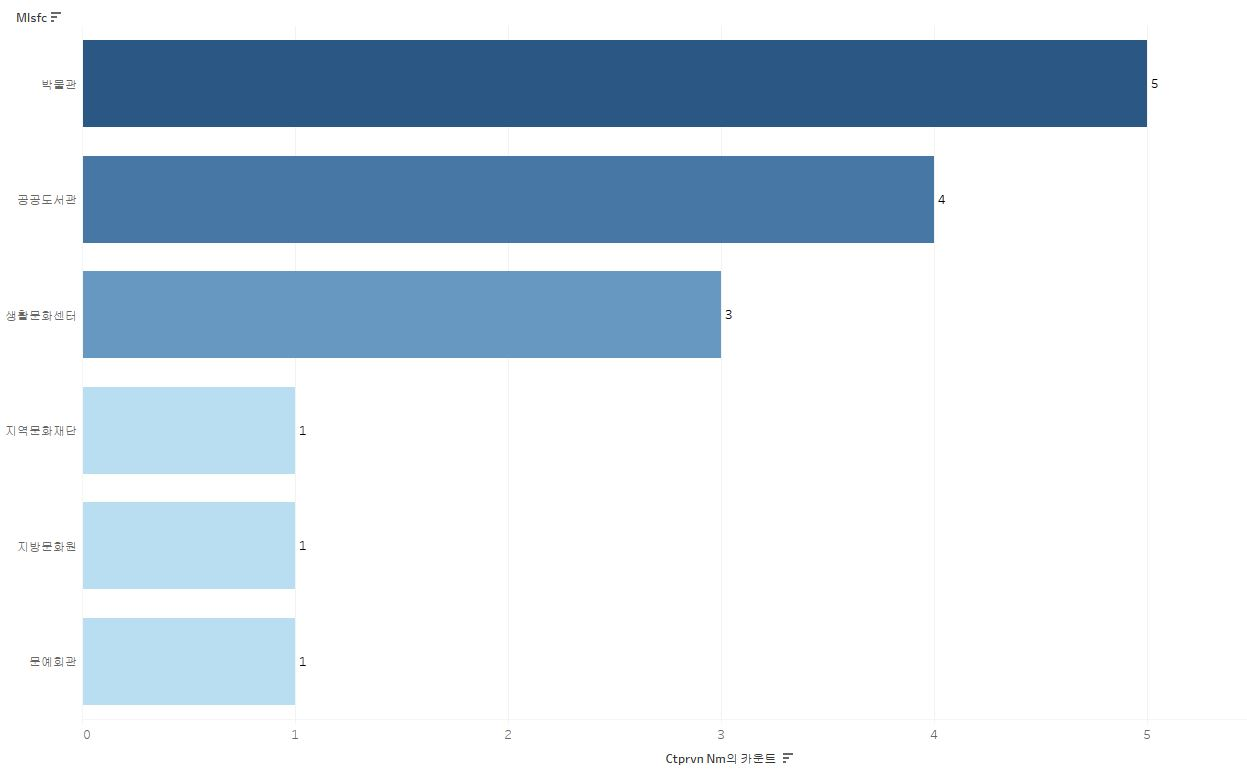 Mlsfc
박물관 5
공공도서관 4
생활문화센터 3
지역문화재단 1
지방문화원 1
문예회관 1
0 1 2 3 4 5
Ctprvn Nm의 카운트